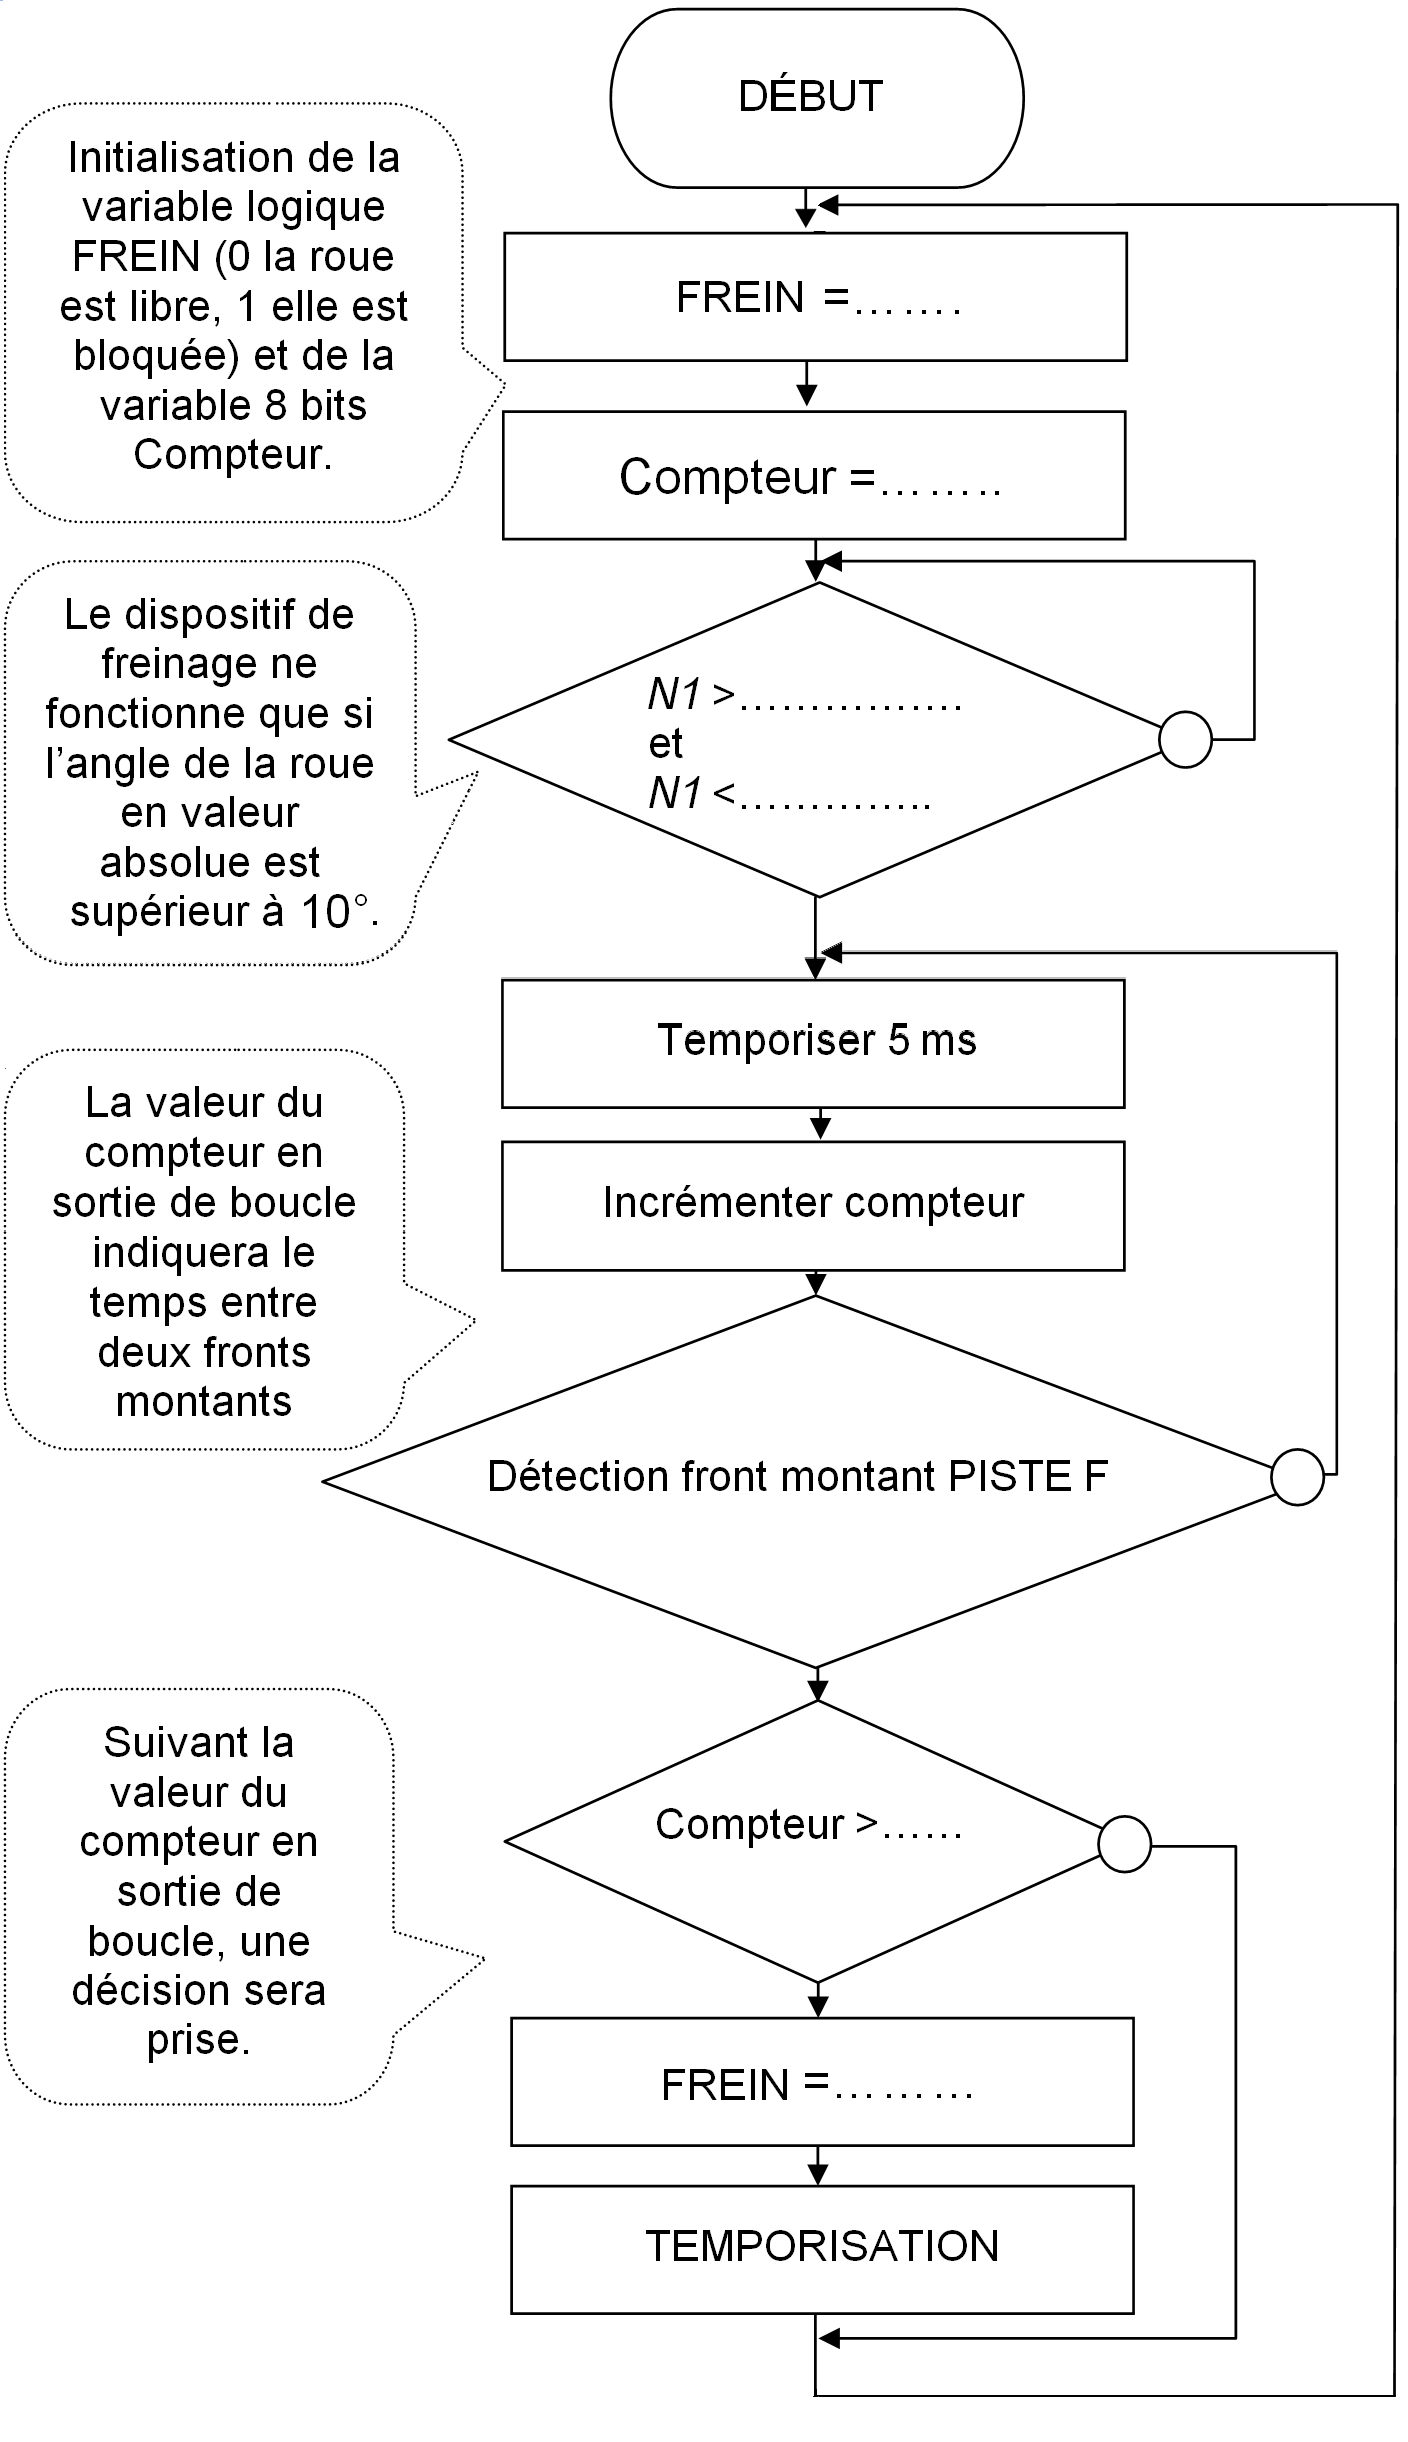 DÉBUT
Initialisation de la
variable logique
FREIN (0 la roue
est libre, 1 elle est
bloquée) et de la
variable 8 bits
Compteur.
FREIN =.......
Compteur =........
Le dispositif de
freinage ne
fonctionne que si
l’angle de la roue
en valeur
absolue est
supérieur à 10°.
N1 >................
et
N1 <..............
Temporiser 5 ms
Incrémenter compteur
La valeur du
compteur en
sortie de boucle
indiquera le
temps entre
deux fronts
montants
Détection front montant PISTE F
Suivant la
valeur du
compteur en
sortie de
boucle, une
décision sera
prise.
Compteur >......
FREIN =.........
TEMPORISATION